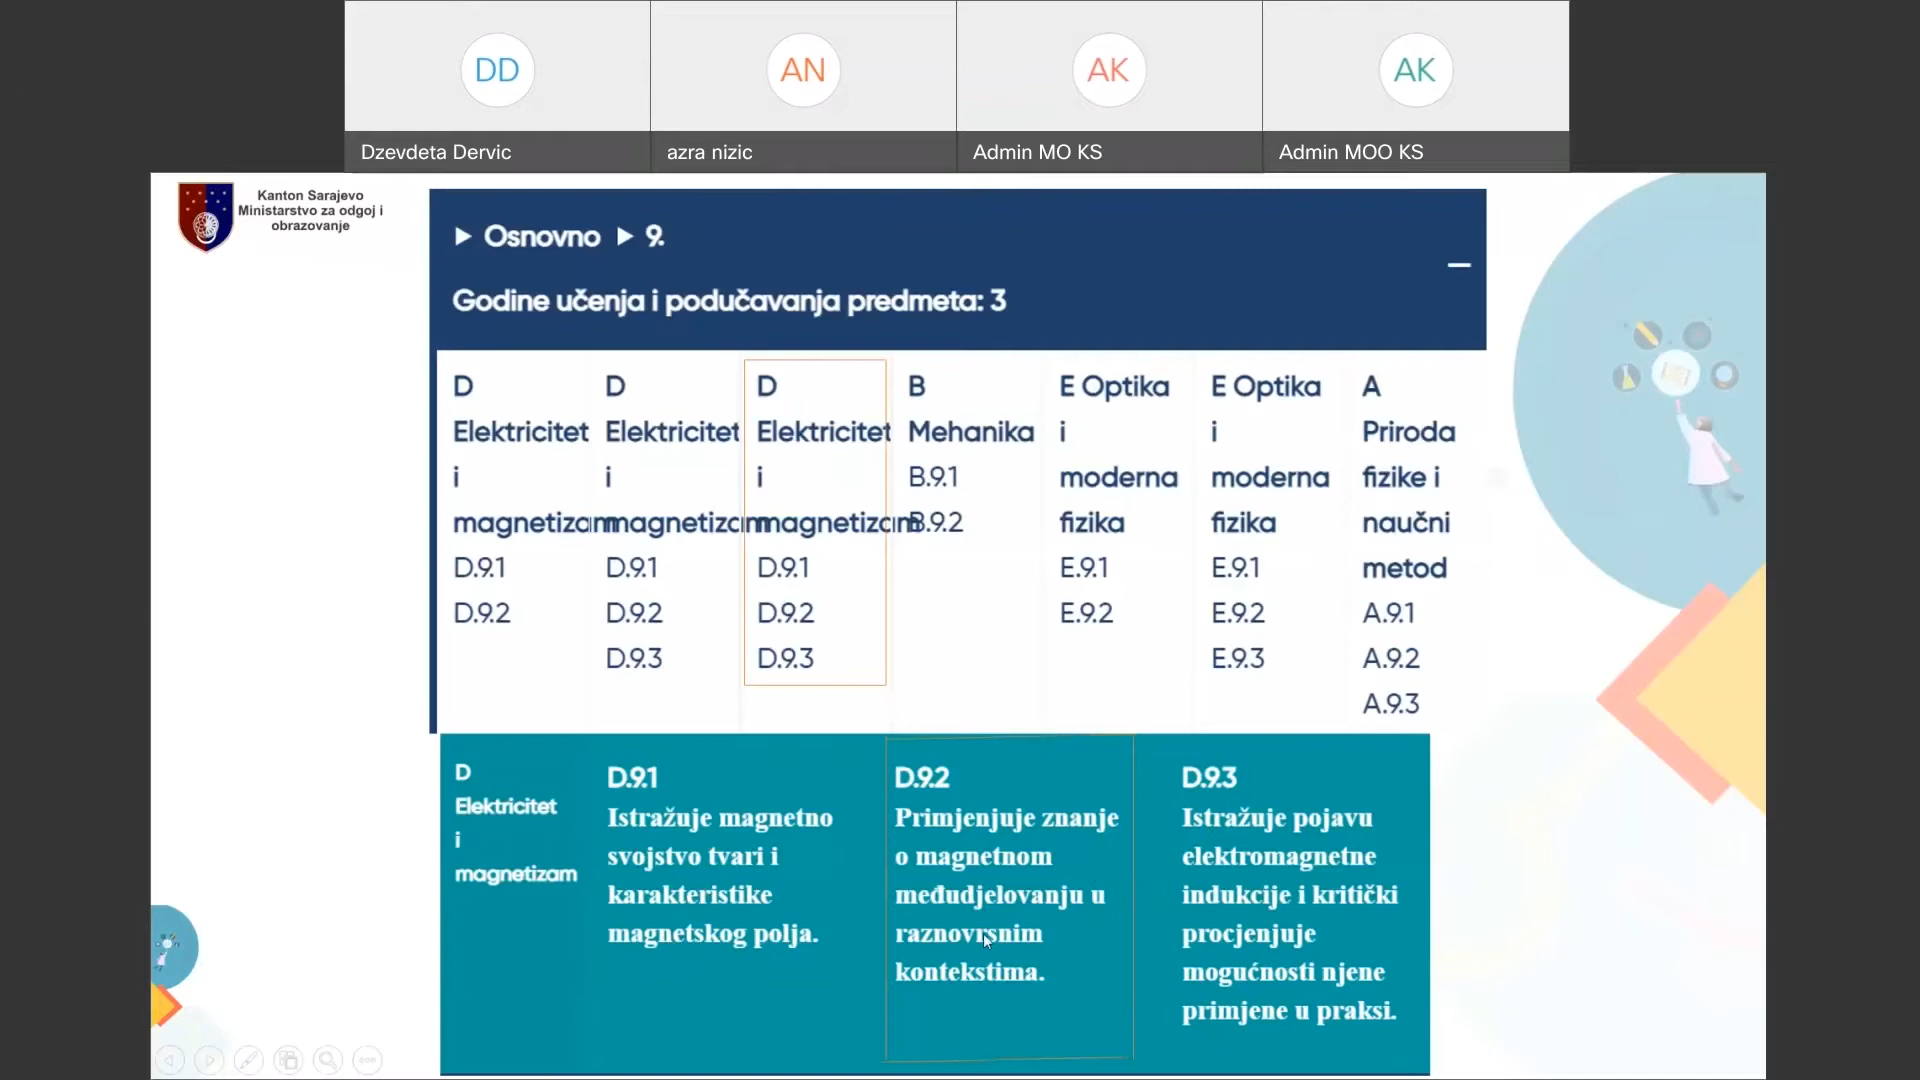 DD
AN
AK
AK
Dzevdeta Dervic
azra nizic
Admin MO KS
Admin MOO KS
Kanton Sarajevo
Ministarstvo za odgoj i
obrazovanje
Osnovno 9.
Godine učenja i podučavanja predmeta: 3
D
Elektricitet
i
magnetizam
D.9.1
D.9.2
D
Elektricitet
i
magnetizam
D.9.1
D.9.2
D.9.3
D
Elektricitet
i
magnetizam
D.9.1
D.9.2
D.9.3
B
Mehanika
B.9.1
B.9.2
E Optika
i
moderna
fizika
E.9.1
E.9.2
E Optika
i
moderna
fizika
E.9.1
E.9.2
E.9.3
A
Priroda
fizike i
naučni
metod
A.9.1
A.9.2
A.9.3
D
Elektricitet
i
magnetizam
D.9.1
Istražuje magnetno
svojstvo tvari i
karakteristike
magnetskog polja.
D.9.2
Primjenjuje znanje
o magnetnom
međudjelovanju u
raznovrsnim
kontekstima.
D.9.3
Istražuje pojavu
elektromagnetne
indukcije i kritički
procjenjuje
mogućnosti njene
primjene u praksi.